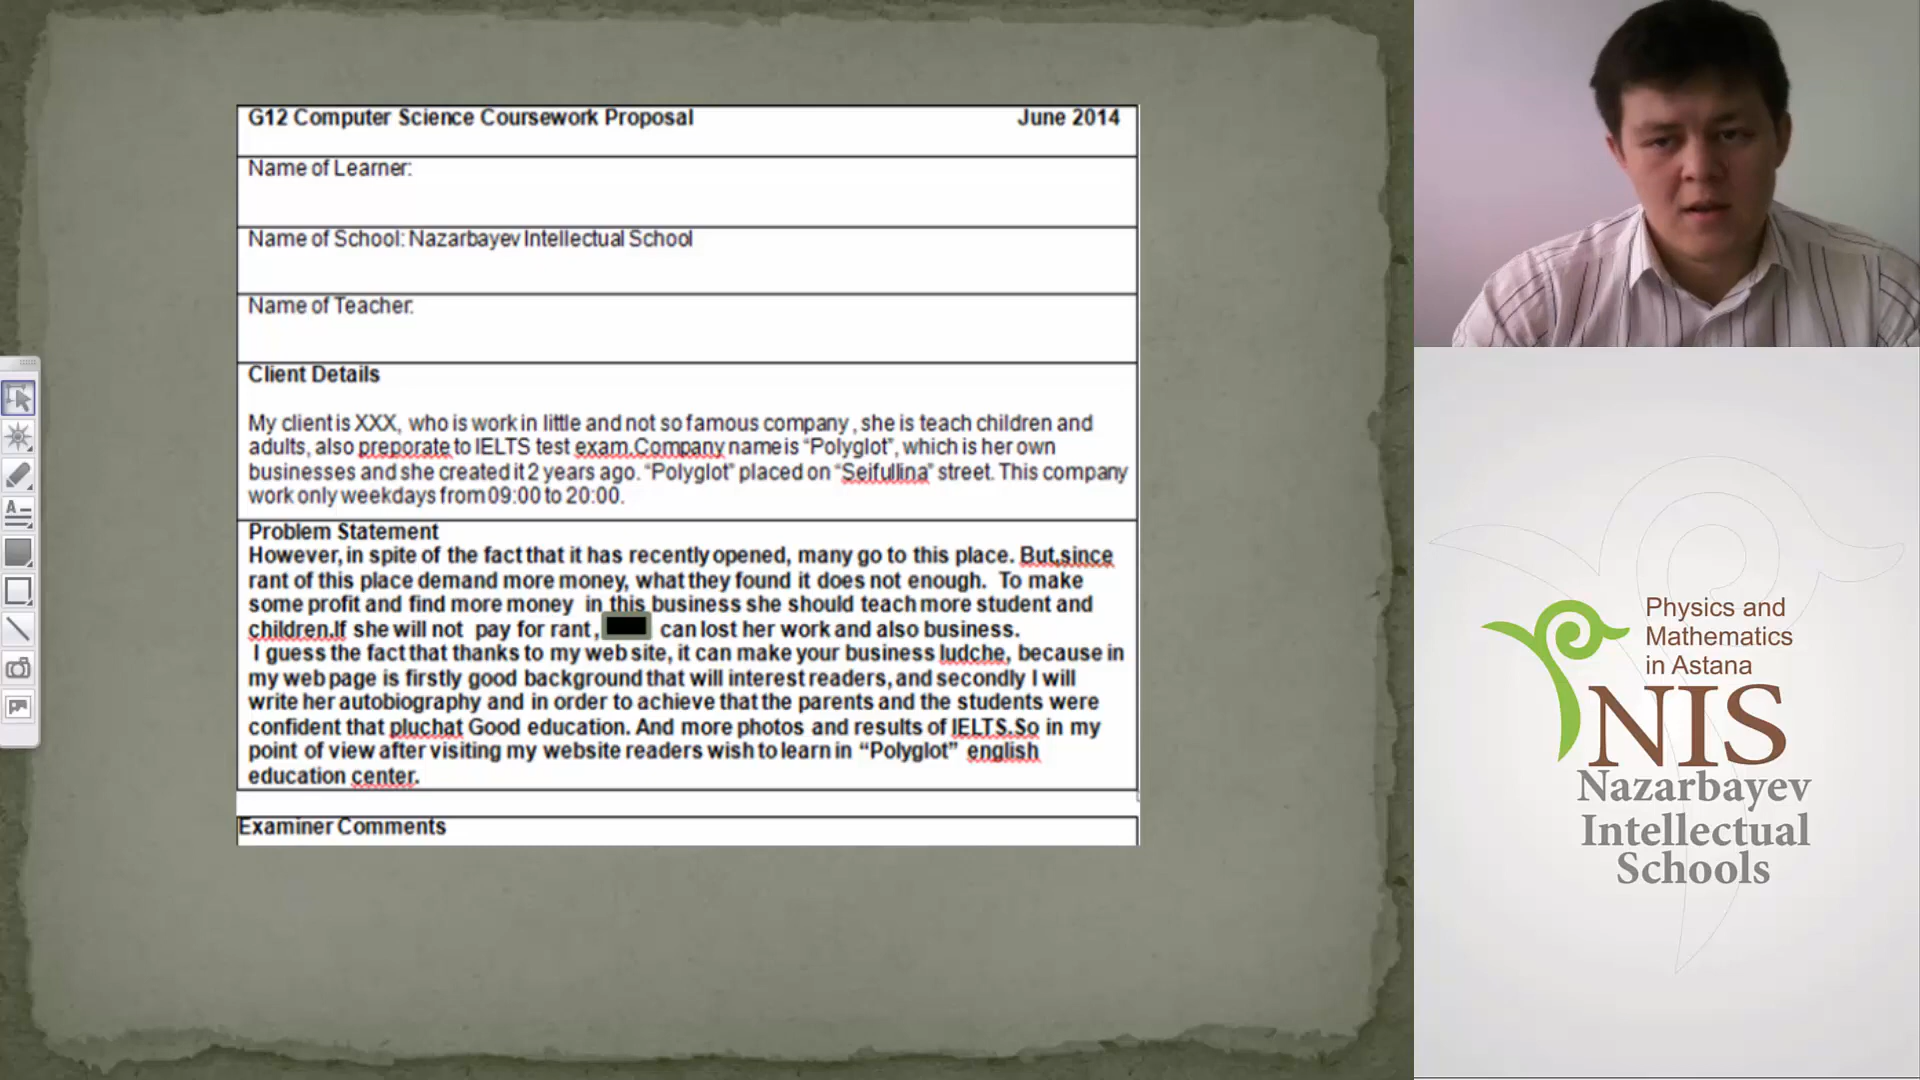 G12 Computer Science Coursework Proposal June 2014
Name of Learner:
Name of School: Nazarbayev Intellectual School
Name of Teacher:
Client Details
My client is XXX, who is work in little and not so famous company , she is teach children and
adults, also preporate to IELTS test exam.Company name is “Polyglot”, which is her own
businesses and she created it 2 years ago. “Polyglot” placed on “Seifullina” street. This company
work only weekdays from 09:00 to 20:00.
Problem Statement
However, in spite of the fact that it has recently opened, many go to this place. But,since
rant of this place demand more money, what they found it does not enough. To make
some profit and find more money in this business she should teach more student and
children.If she will not pay for rant, can lost her work and also business.
I guess the fact that thanks to my web site, it can make your business ludche, because in
my web page is firstly good background that will interest readers, and secondly I will
write her autobiography and in order to achieve that the parents and the students were
confident that pluchat Good education. And more photos and results of IELTS.So in my
point of view after visiting my website readers wish to learn in “Polyglot” english
education center.
Examiner Comments
Physics and
Mathematics
in Astana
NIS
Nazarbayev
Intellectual
Schools